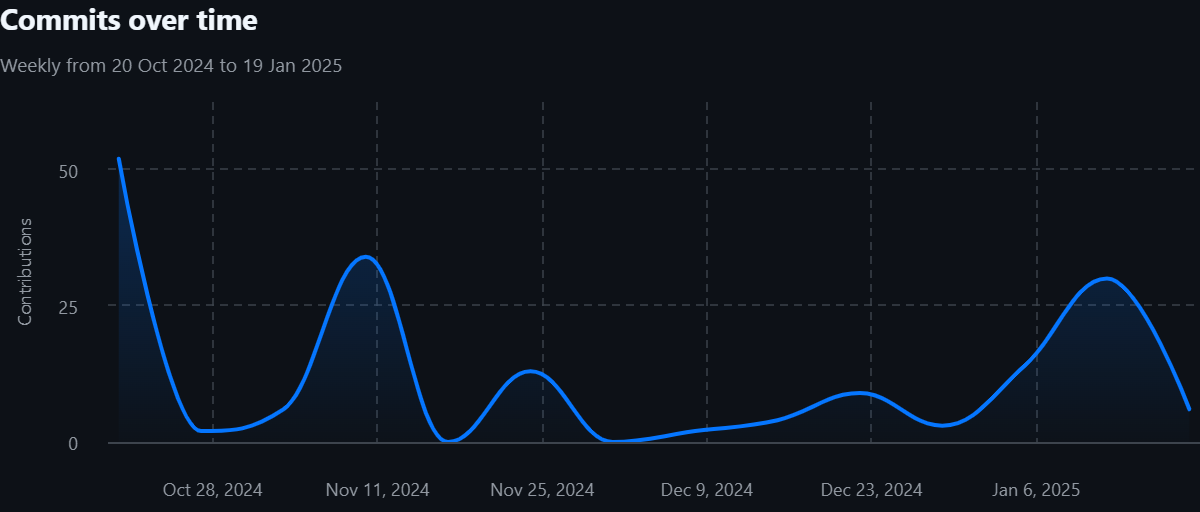 Commits over time
Weekly from 20 Oct 2024 to 19 Jan 2025
Contributions
50
25
0
Oct 28, 2024 Nov 11, 2024 Nov 25, 2024 Dec 9, 2024 Dec 23, 2024 Jan 6, 2025